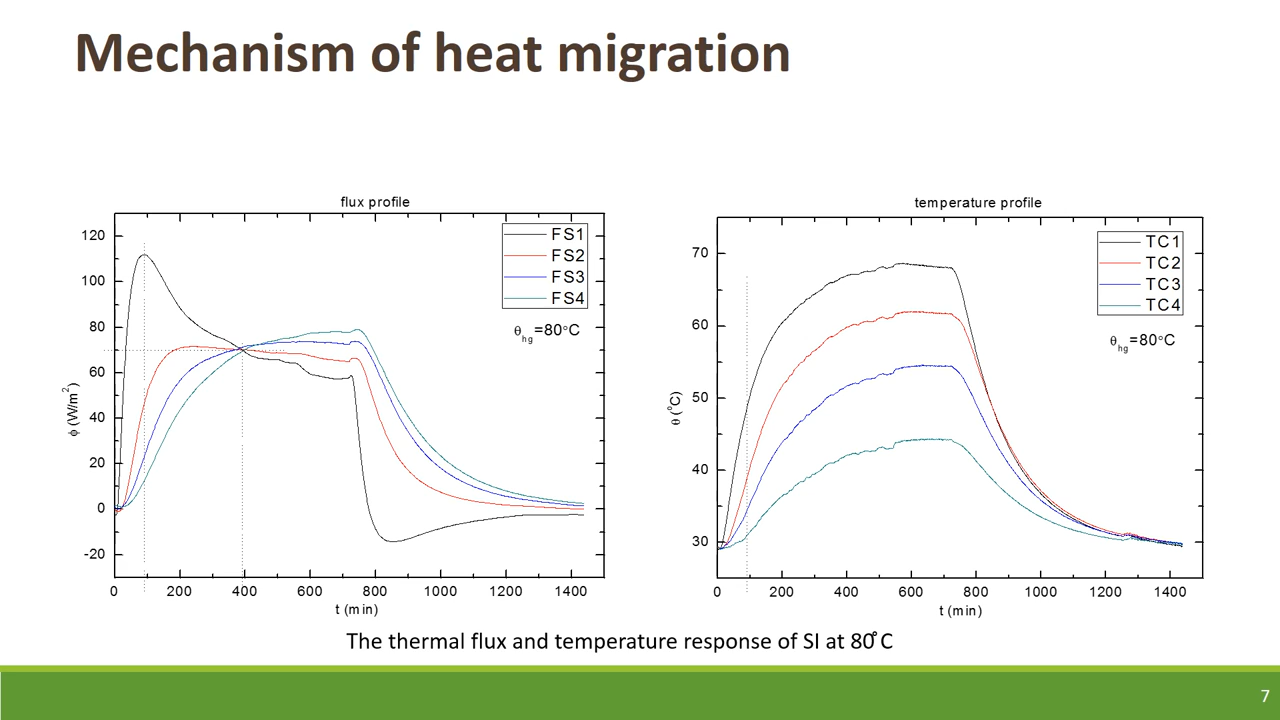 Mechanism of heat migration
flux profile
FS1
FS2
FS3
FS4
θhg=80°C
120
100
80
60
40
20
0
-20
ϕ (W/m²)
0 200 400 600 800 1000 1200 1400
t (min)
temperature profile
TC1
TC2
TC3
TC4
θhg=80°C
70
60
50
40
30
θ (°C)
0 200 400 600 800 1000 1200 1400
t (min)
The thermal flux and temperature response of SI at 80°C
7